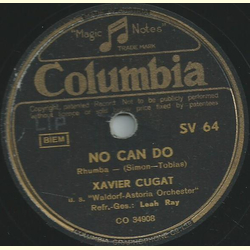 "Magic Notes"
TRADE MARK
Columbia
BIEM
SV 64
NO CAN DO
Rhumba — (Simon-Tobias)
XAVIER CUGAT
u. s. "Waldorf-Astoria Orchester"
Refr.-Ges.: Leah Ray
CO 34908